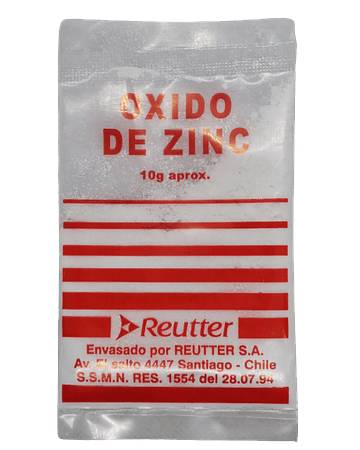 OXIDO
DE ZINC
10g aprox.
Reutter
Envasado por REUTTER S.A.
Av. El salto 4447 Santiago - Chile
S.S.M.N. RES. 1554 del 28.07.94